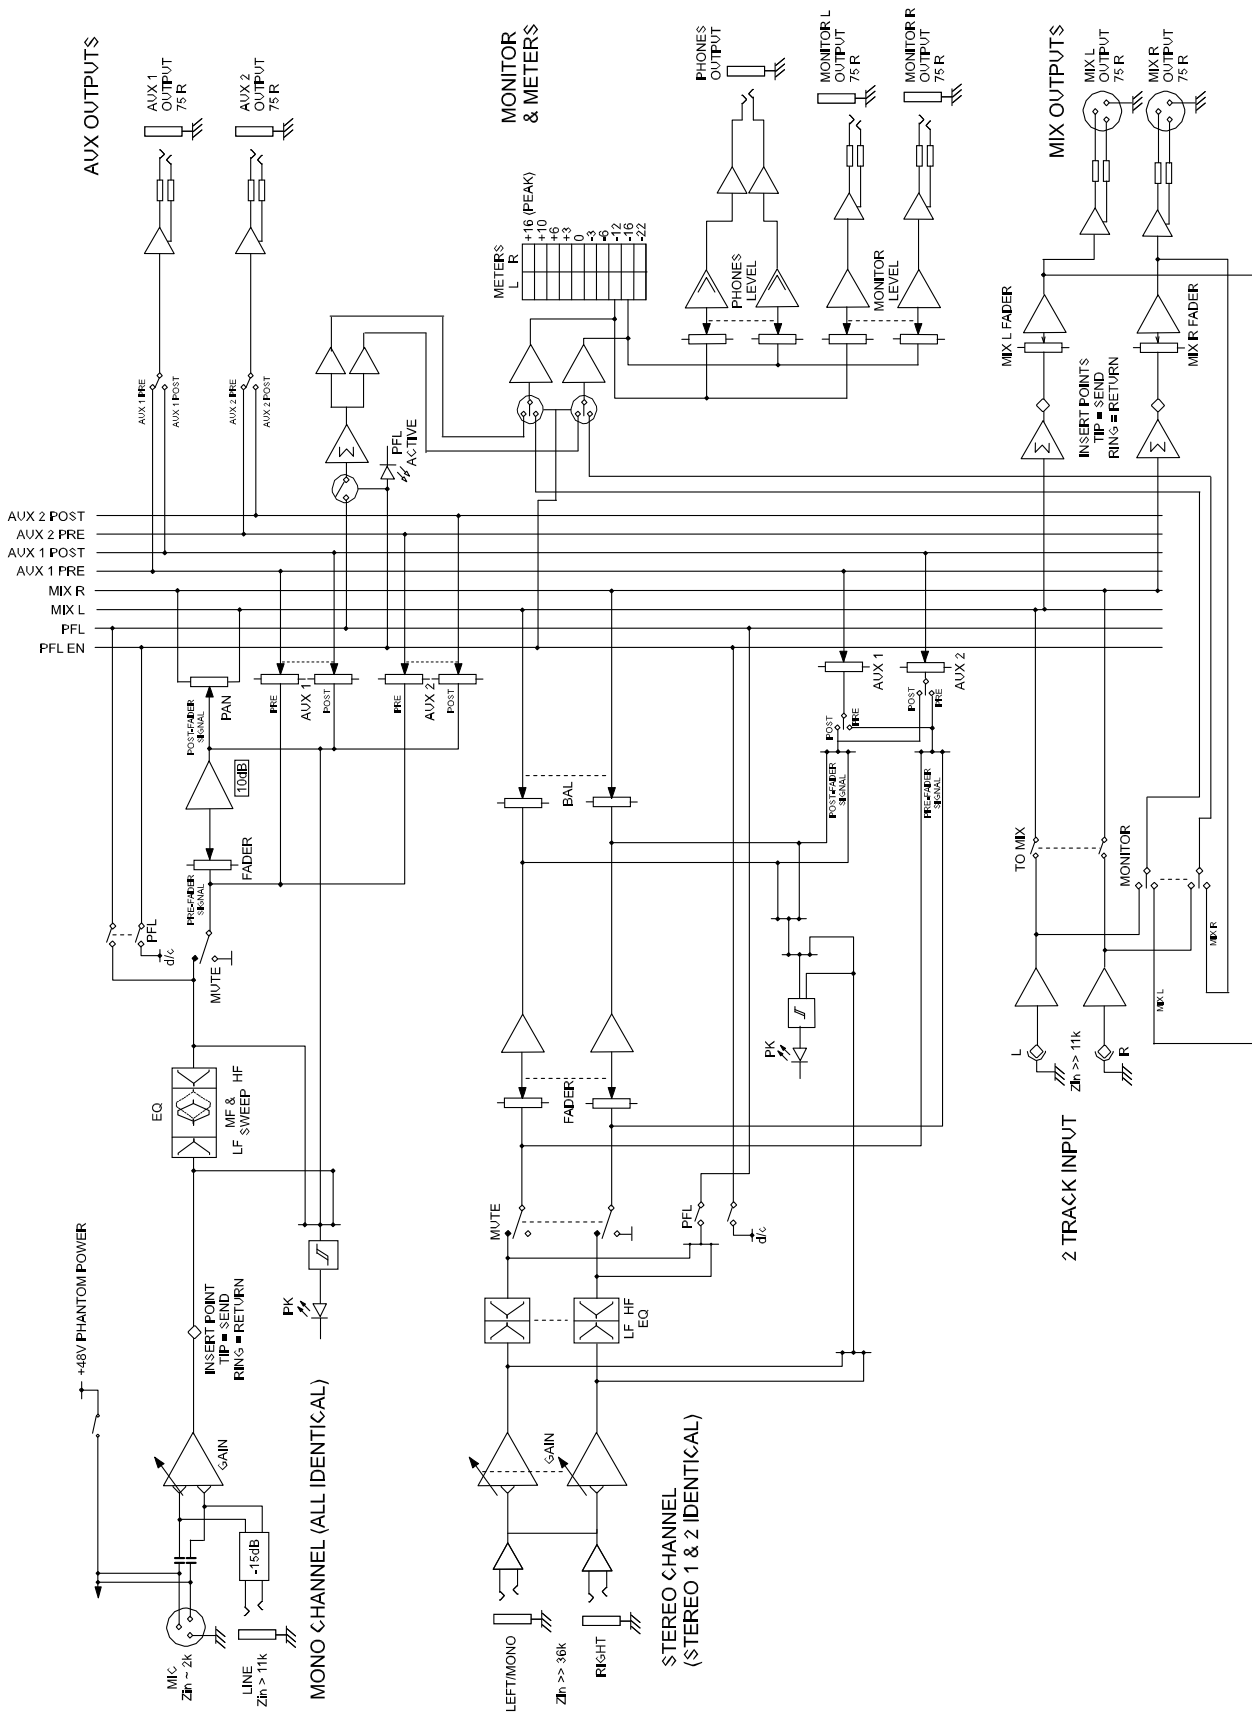 AUX OUTPUTS
AUX 1
OUTPUT
75 R
AUX 2
OUTPUT
75 R
AUX 1 PRE
AUX 1 POST
AUX 2 PRE
AUX 2 POST
MONITOR
& METERS
METERS
L R
+16 (PEAK)
+10
+6
+3
0
-3
-6
-12
-16
-22
PFL
ACTIVE
PHONES
OUTPUT
MONITOR L
OUTPUT
75 R
MONITOR R
OUTPUT
75 R
PHONES
LEVEL
MONITOR
LEVEL
MIX OUTPUTS
MIX L
OUTPUT
75 R
MIX R
OUTPUT
75 R
MIX L FADER
MIX R FADER
INSERT POINTS
TIP = SEND
RING = RETURN
AUX 2 POST
AUX 2 PRE
AUX 1 POST
AUX 1 PRE
MIX R
MIX L
PFL
PFL EN
PAN
POST-FADER
SIGNAL
10dB
FADER
PRE-FADER
SIGNAL
PRE
AUX 1
POST
PRE
AUX 2
POST
PFL
d/c
MUTE
EQ
LF
MF &
SWEEP
HF
+48V PHANTOM POWER
INSERT POINT
TIP = SEND
RING = RETURN
PK
GAIN
-15dB
MIC
Zin ~ 2k
LINE
Zin > 11k
MONO CHANNEL (ALL IDENTICAL)
BAL
AUX 1
AUX 2
POST
PRE
POST
PRE
POST-FADER
SIGNAL
PRE-FADER
SIGNAL
PK
FADER
MUTE
PFL
d/c
LF HF
EQ
GAIN
LEFT/MONO
Zin >> 36k
RIGHT
STEREO CHANNEL
(STEREO 1 & 2 IDENTICAL)
TO MIX
MONITOR
MIX L
MIX R
L
Zin >> 11k
R
2 TRACK INPUT